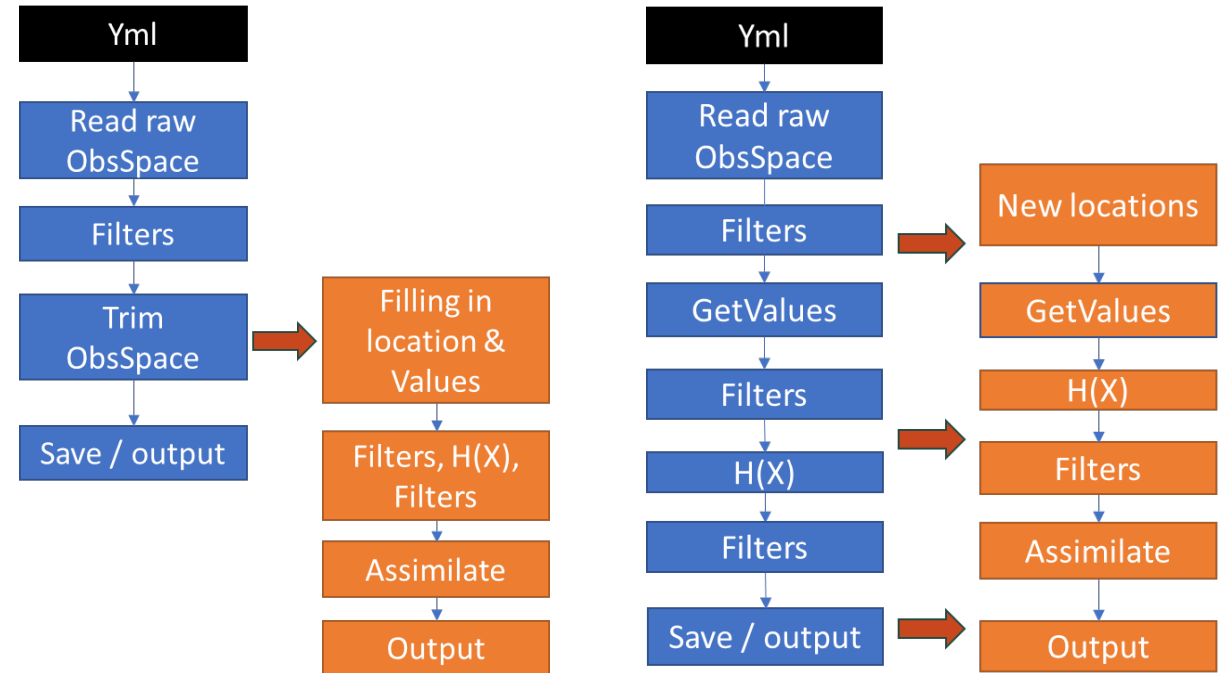 Yml
Read raw
ObsSpace
Filters
Trim
ObsSpace
Save / output
Filling in
location &
Values
Filters, H(X),
Filters
Assimilate
Output
Yml
Read raw
ObsSpace
Filters
GetValues
Filters
H(X)
Filters
Save / output
New locations
GetValues
H(X)
Filters
Assimilate
Output